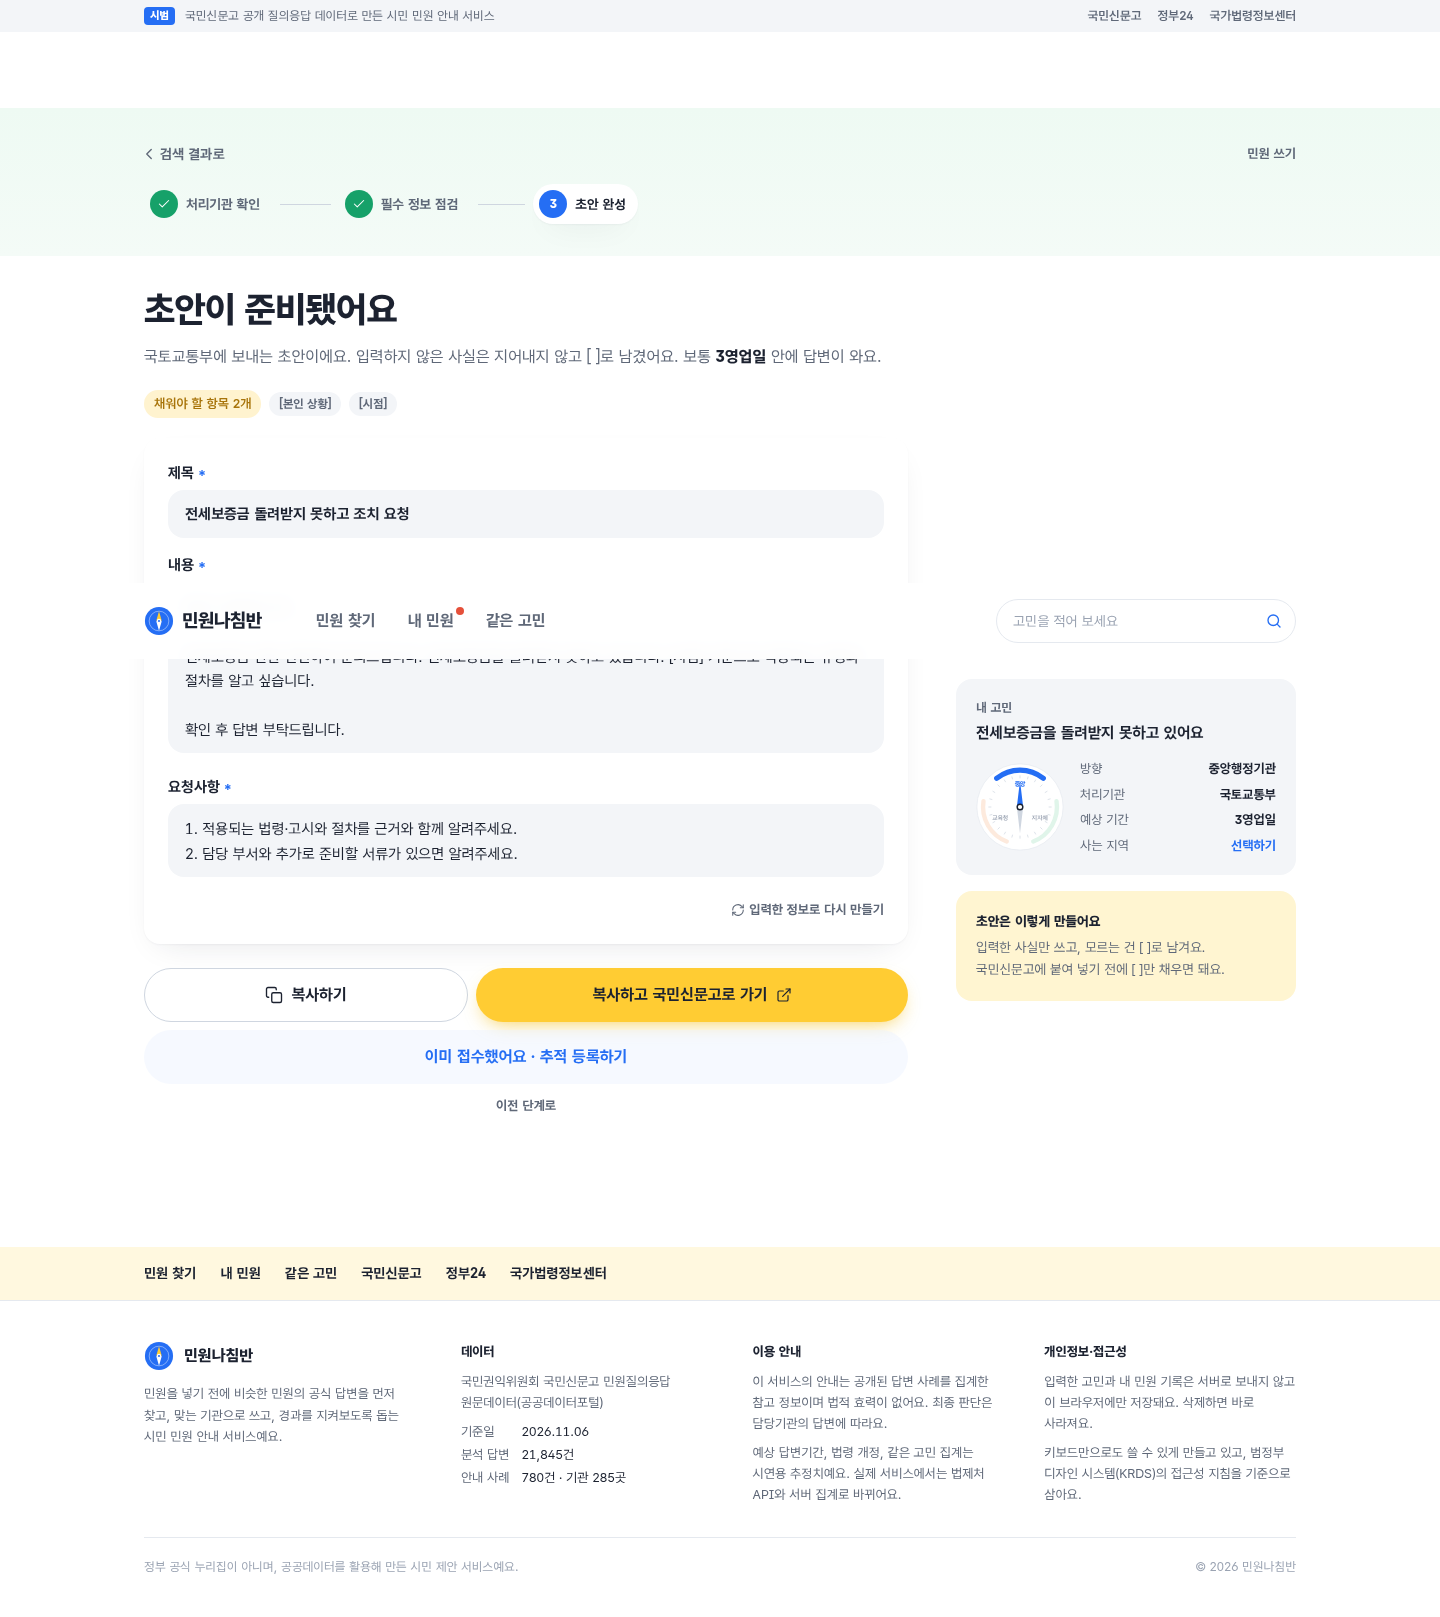 시범 국민신문고 공개 질의응답 데이터로 만든 시민 민원 안내 서비스
국민신문고 정부24 국가법령정보센터
검색 결과로
민원 쓰기
처리기관 확인
필수 정보 점검
3 초안 완성
초안이 준비됐어요
국토교통부에 보내는 초안이에요. 입력하지 않은 사실은 지어내지 않고 [ ]로 남겼어요. 보통 3영업일 안에 답변이 와요.
채워야 할 항목 2개 [본인 상황] [시점]
제목 *
전세보증금 돌려받지 못하고 조치 요청
내용 *
민원나침반 민원 찾기 내 민원 같은 고민
고민을 적어 보세요
절차를 알고 싶습니다.
확인 후 답변 부탁드립니다.
요청사항 *
1. 적용되는 법령·고시와 절차를 근거와 함께 알려주세요.
2. 담당 부서와 추가로 준비할 서류가 있으면 알려주세요.
입력한 정보로 다시 만들기
복사하기
복사하고 국민신문고로 가기
이미 접수했어요 · 추적 등록하기
이전 단계로
내 고민
전세보증금을 돌려받지 못하고 있어요
교육청 지자체
방향 중앙행정기관
처리기관 국토교통부
예상 기간 3영업일
사는 지역 선택하기
초안은 이렇게 만들어요
입력한 사실만 쓰고, 모르는 건 [ ]로 남겨요.
국민신문고에 붙여 넣기 전에 [ ]만 채우면 돼요.
민원 찾기 내 민원 같은 고민 국민신문고 정부24 국가법령정보센터
민원나침반
민원을 넣기 전에 비슷한 민원의 공식 답변을 먼저
찾고, 맞는 기관으로 쓰고, 경과를 지켜보도록 돕는
시민 민원 안내 서비스예요.
데이터
국민권익위원회 국민신문고 민원질의응답
원문데이터(공공데이터포털)
기준일 2026.11.06
분석 답변 21,845건
안내 사례 780건 · 기관 285곳
이용 안내
이 서비스의 안내는 공개된 답변 사례를 집계한
참고 정보이며 법적 효력이 없어요. 최종 판단은
담당기관의 답변에 따라요.
예상 답변기간, 법령 개정, 같은 고민 집계는
시연용 추정치예요. 실제 서비스에서는 법제처
API와 서버 집계로 바뀌어요.
개인정보·접근성
입력한 고민과 내 민원 기록은 서버로 보내지 않고
이 브라우저에만 저장돼요. 삭제하면 바로
사라져요.
키보드만으로도 쓸 수 있게 만들고 있고, 범정부
디자인 시스템(KRDS)의 접근성 지침을 기준으로
삼아요.
정부 공식 누리집이 아니며, 공공데이터를 활용해 만든 시민 제안 서비스예요.
© 2026 민원나침반